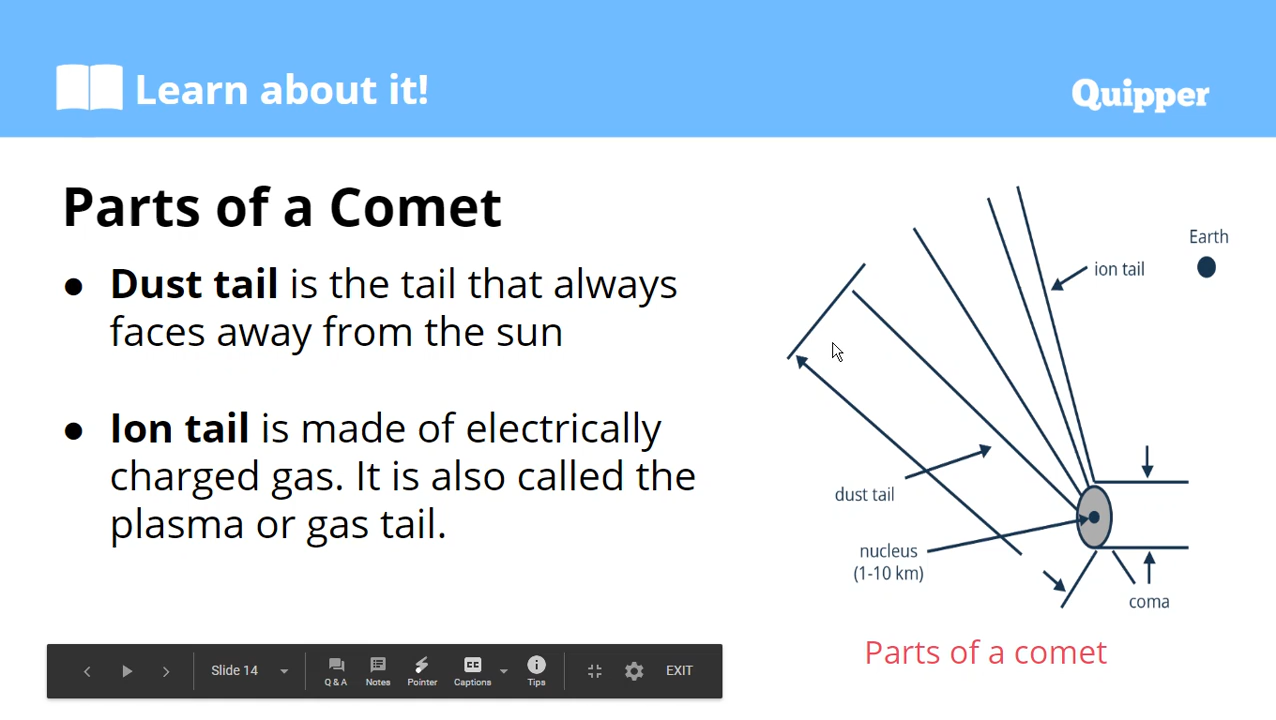 Learn about it!
Quipper
Parts of a Comet
● Dust tail is the tail that always
faces away from the sun
● Ion tail is made of electrically
charged gas. It is also called the
plasma or gas tail.
Earth
ion tail
dust tail
nucleus
(1-10 km)
coma
Parts of a comet
Slide 14
Q & A
Notes
Pointer
CC
Captions
Tips
EXIT